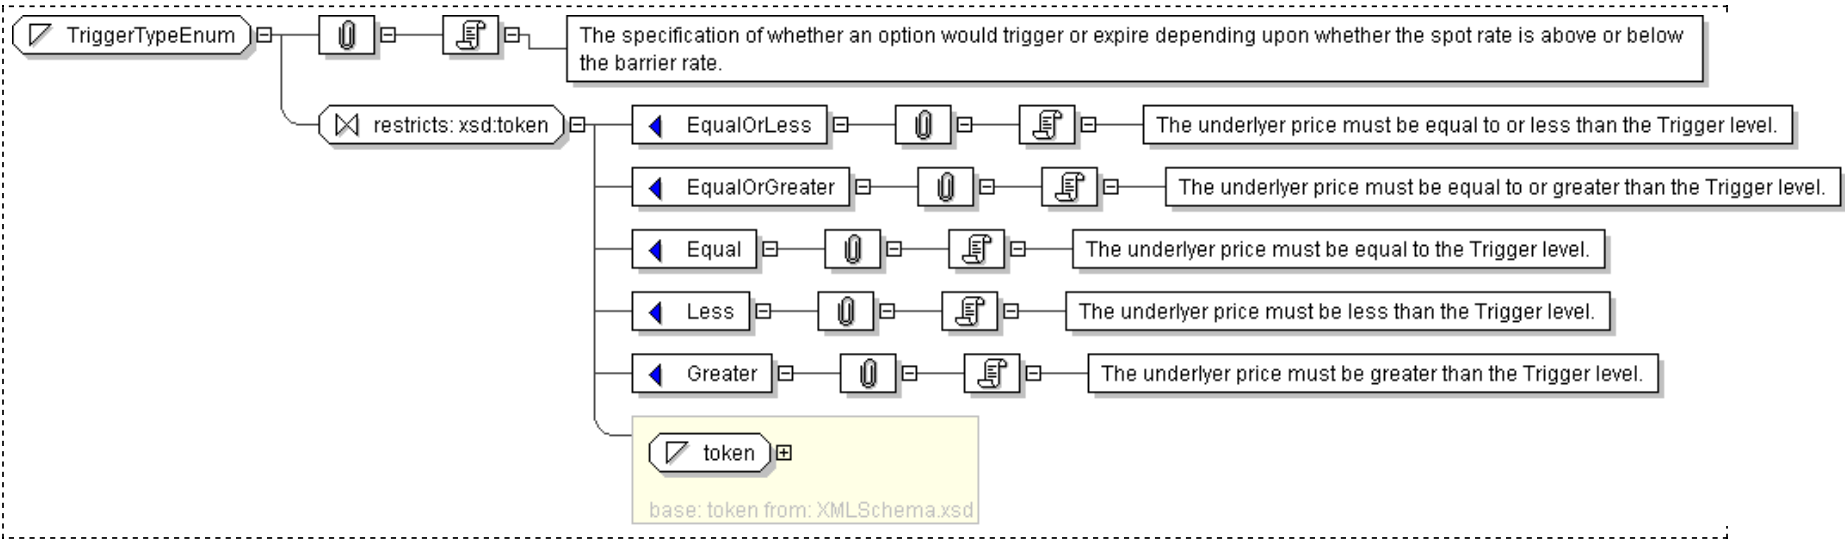 TriggerTypeEnum
The specification of whether an option would trigger or expire depending upon whether the spot rate is above or below
the barrier rate.
restricts: xsd:token
EqualOrLess
The underlyer price must be equal to or less than the Trigger level.
EqualOrGreater
The underlyer price must be equal to or greater than the Trigger level.
Equal
The underlyer price must be equal to the Trigger level.
Less
The underlyer price must be less than the Trigger level.
Greater
The underlyer price must be greater than the Trigger level.
token
base: token from: XMLSchema.xsd